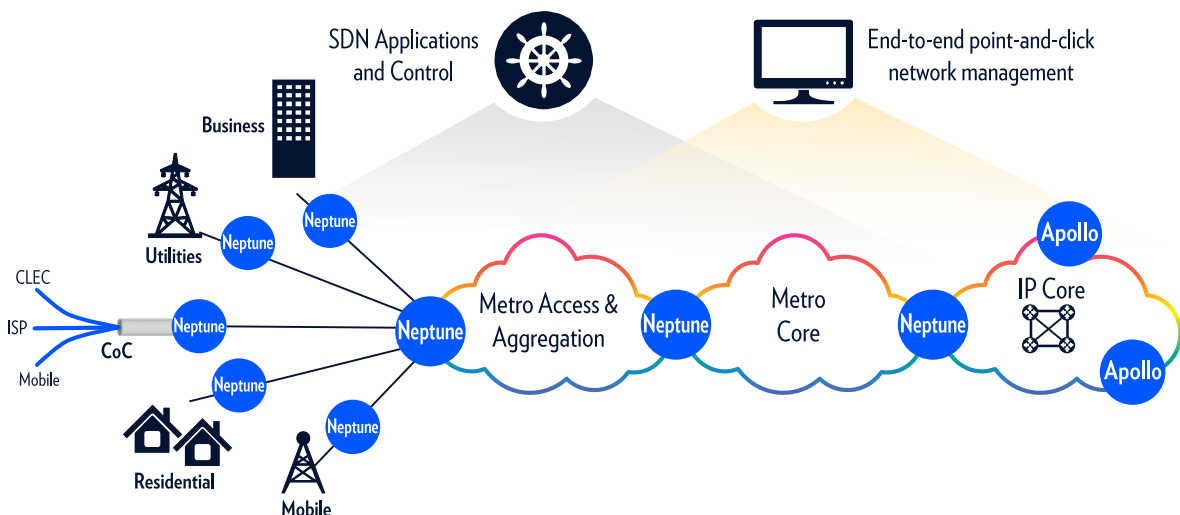 SDN Applications
and Control
End-to-end point-and-click
network management
Business
Neptune
Utilities
Neptune
CLEC
ISP
Mobile
CoC
Neptune
Neptune
Residential
Neptune
Mobile
Neptune
Metro Access &
Aggregation
Neptune
Metro
Core
Neptune
Apollo
IP Core
Apollo